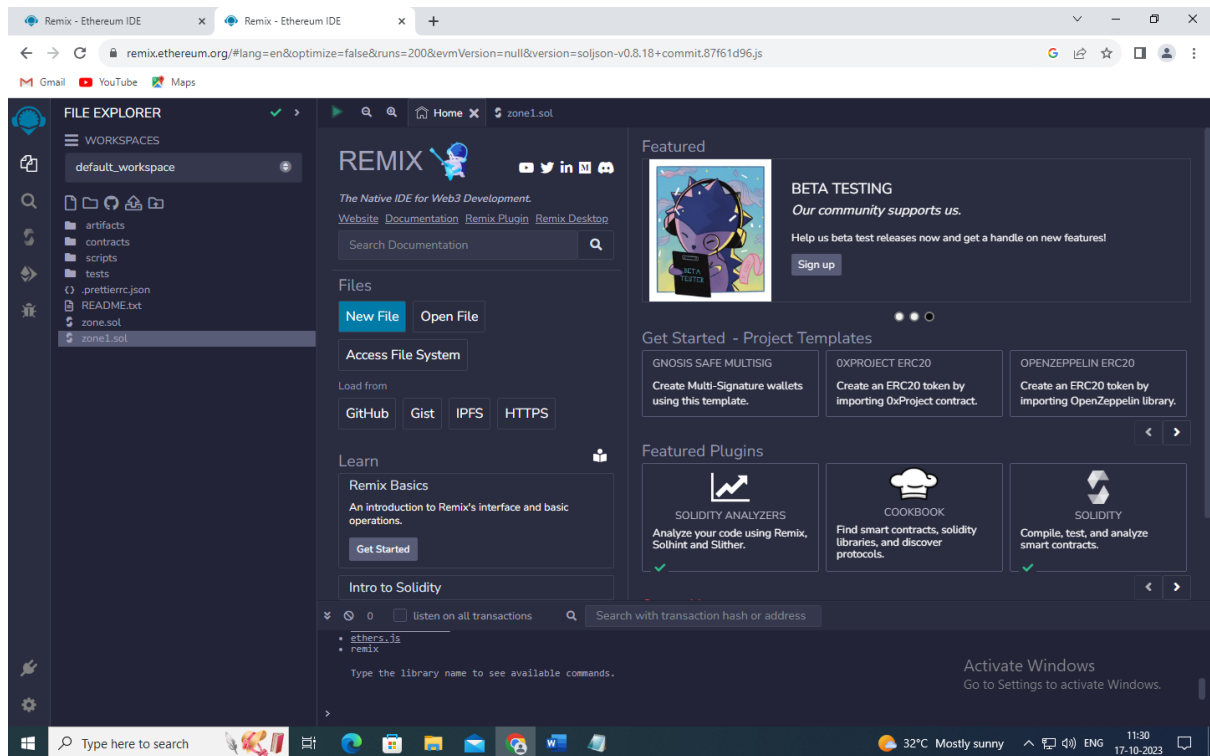 Remix - Ethereum IDE
Remix - Ethereum IDE
remix.ethereum.org/#lang=en&optimize=false&runs=200&evmVersion=null&version=soljson-v0.8.18+commit.87f61d96.js
Gmail YouTube Maps
FILE EXPLORER
WORKSPACES
default_workspace
artifacts
contracts
scripts
tests
.prettierrc.json
README.txt
zone.sol
zone1.sol
Home zone1.sol
REMIX
The Native IDE for Web3 Development.
Website Documentation Remix Plugin Remix Desktop
Search Documentation
Files
New File Open File
Access File System
Load from
GitHub Gist IPFS HTTPS
Learn
Remix Basics
An introduction to Remix's interface and basic
operations.
Get Started
Intro to Solidity
Featured
BETA
TESTER
BETA TESTING
Our community supports us.
Help us beta test releases now and get a handle on new features!
Sign up
Get Started - Project Templates
GNOSIS SAFE MULTISIG
Create Multi-Signature wallets
using this template.
0XPROJECT ERC20
Create an ERC20 token by
importing 0xProject contract.
OPENZEPPELIN ERC20
Create an ERC20 token by
importing OpenZeppelin library.
Featured Plugins
SOLIDITY ANALYZERS
Analyze your code using Remix,
Solhint and Slither.
COOKBOOK
Find smart contracts, solidity
libraries, and discover
protocols.
SOLIDITY
Compile, test, and analyze
smart contracts.
0 listen on all transactions Search with transaction hash or address
ethers.js
remix
Type the library name to see available commands.
>
Activate Windows
Go to Settings to activate Windows.
Type here to search
32°C Mostly sunny ENG
11:30
17-10-2023